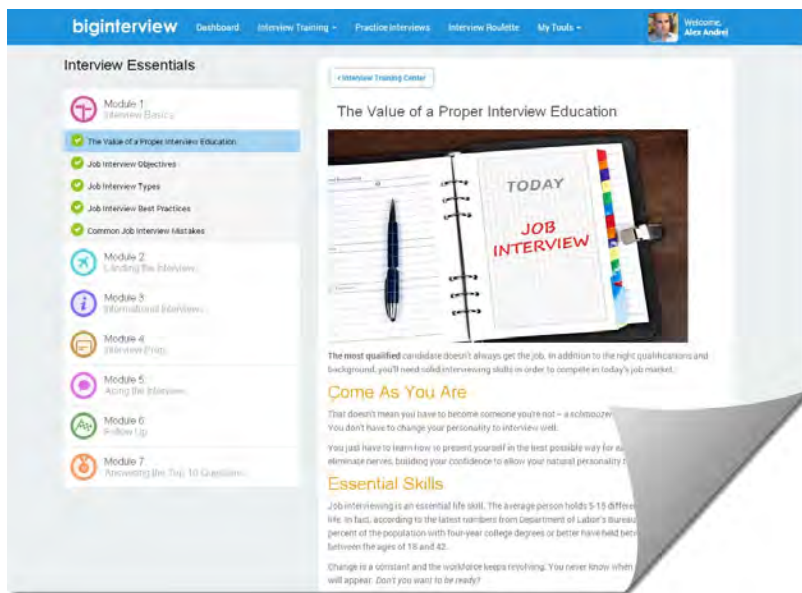 biginterview
Dashboard
Interview Training
Practice Interviews
Interview Roulette
My Tools
Welcome,
Alex Andrei
Interview Essentials
Module 1:
Interview Basics
The Value of a Proper Interview Education
Job Interview Objectives
Job Interview Types
Job Interview Best Practices
Common Job Interview Mistakes
Module 2:
Landing the Interview
Module 3:
Informational Interviews
Module 4:
Interview Prep
Module 5:
Acing the Interview
Module 6:
Follow Up
Module 7:
Answering the Top 10 Questions
‹ Interview Training Center
The Value of a Proper Interview Education
TODAY
JOB
INTERVIEW
The most qualified candidate doesn't always get the job. In addition to the right qualifications and
background, you'll need solid interviewing skills in order to compete in today's job market.
Come As You Are
That doesn't mean you have to become someone you're not – a
You don't have to change your personality to interview well.
You just have to learn how to present yourself in the best possible way for
eliminate nerves, building your confidence to allow your natural personality
Essential Skills
Job interviewing is an essential life skill. The average person holds 5-15
life. In fact, according to the latest numbers from Department of Labor's Bureau
percent of the population with four-year college degrees or better have held
between the ages of 18 and 42.
Change is a constant and the workforce keeps revolving. You never know when
will appear. Don't you want to be ready?